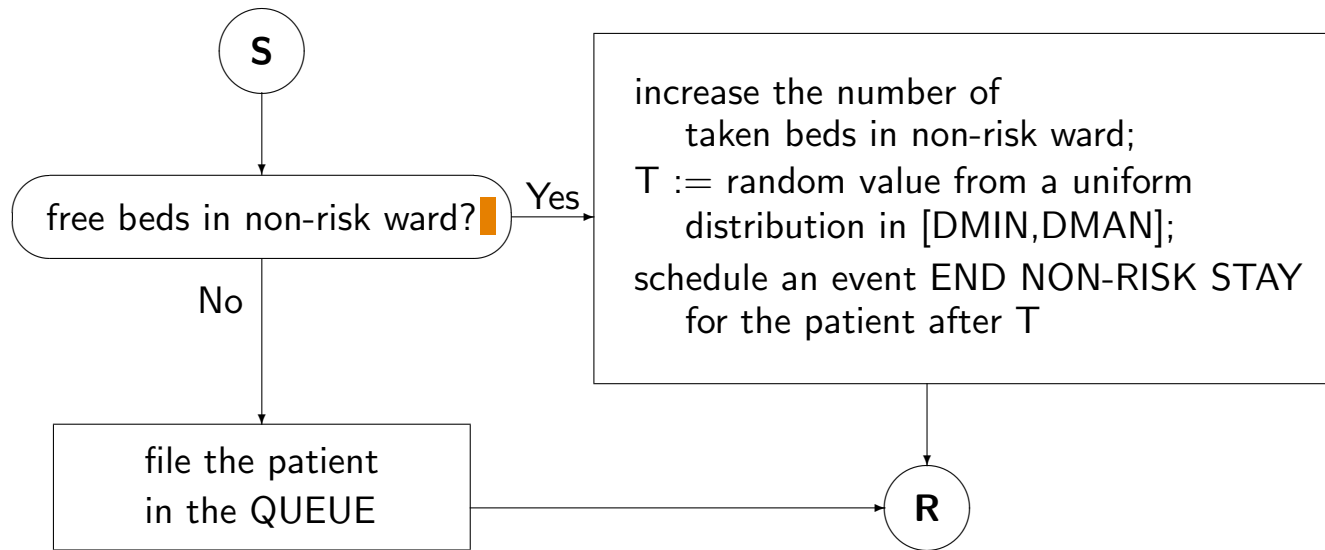 S
free beds in non-risk ward?
Yes
increase the number of
taken beds in non-risk ward;
T := random value from a uniform
distribution in [DMIN,DMAN];
schedule an event END NON-RISK STAY
for the patient after T
No
file the patient
in the QUEUE
R